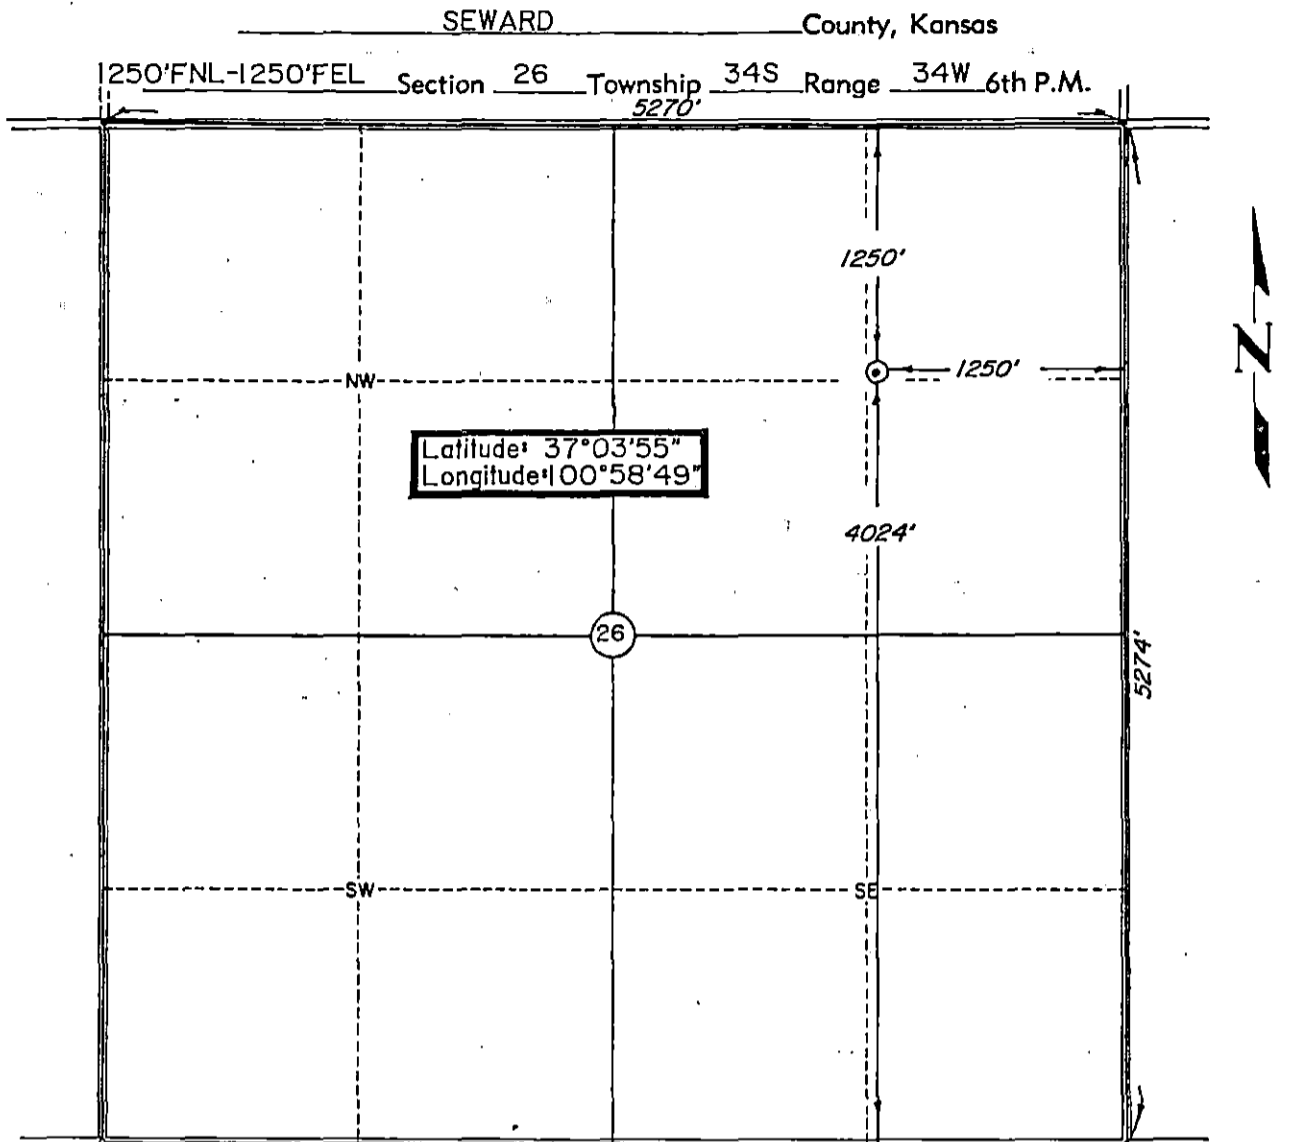 SEWARD County, Kansas
1250'FNL-1250'FEL Section 26 Township 34S Range 34W 6th P.M.
5270'
1250'
N
1250'
NW
Latitude: 37°03'55"
Longitude: 100°58'49"
4024'
26
5274'
SW
SE